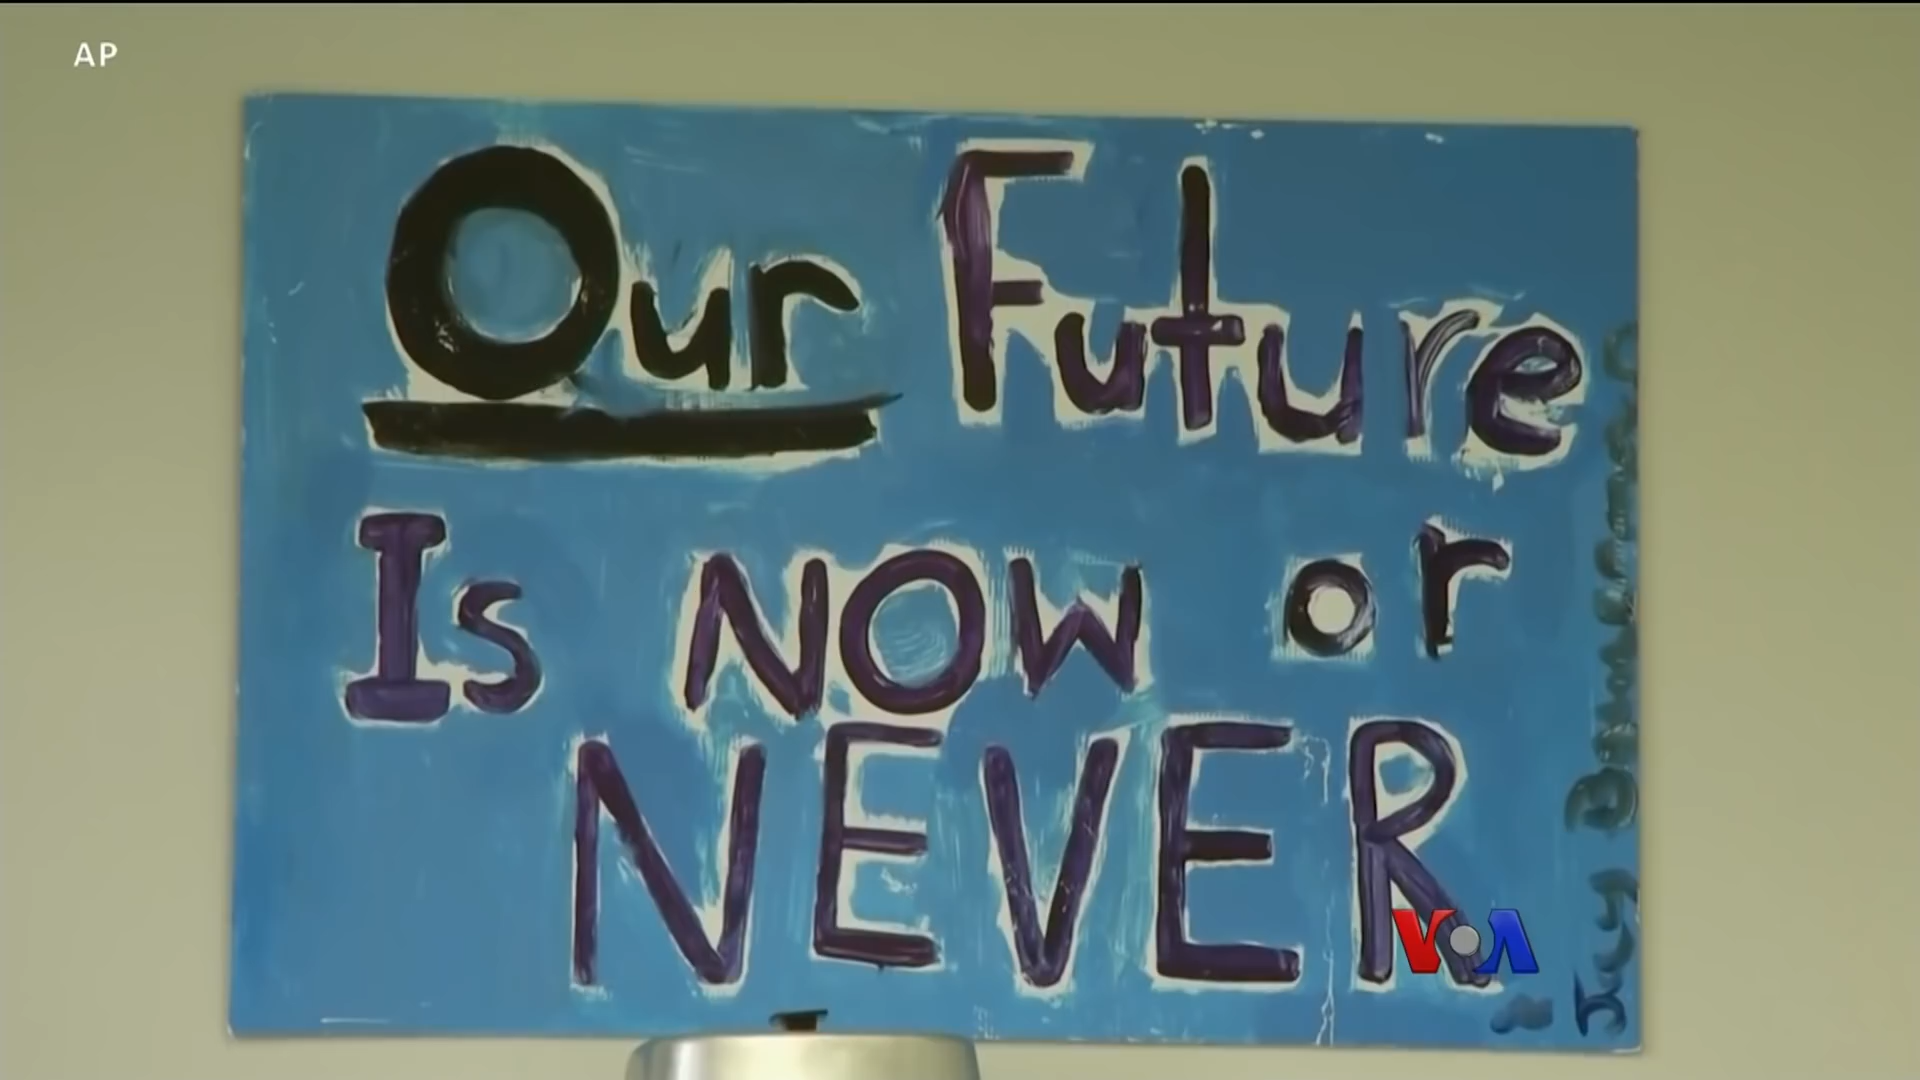 AP
Our Future
Is NOW or
NEVER
VOA